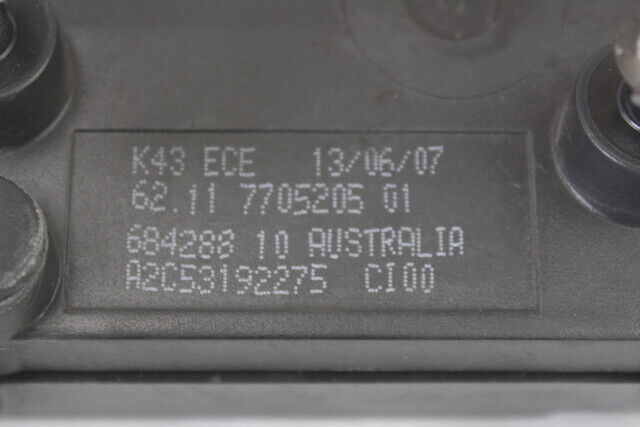 K43 ECE 13/06/07
62.11 7705205 01
684288 10 AUSTRALIA
A2C53192275 CI00